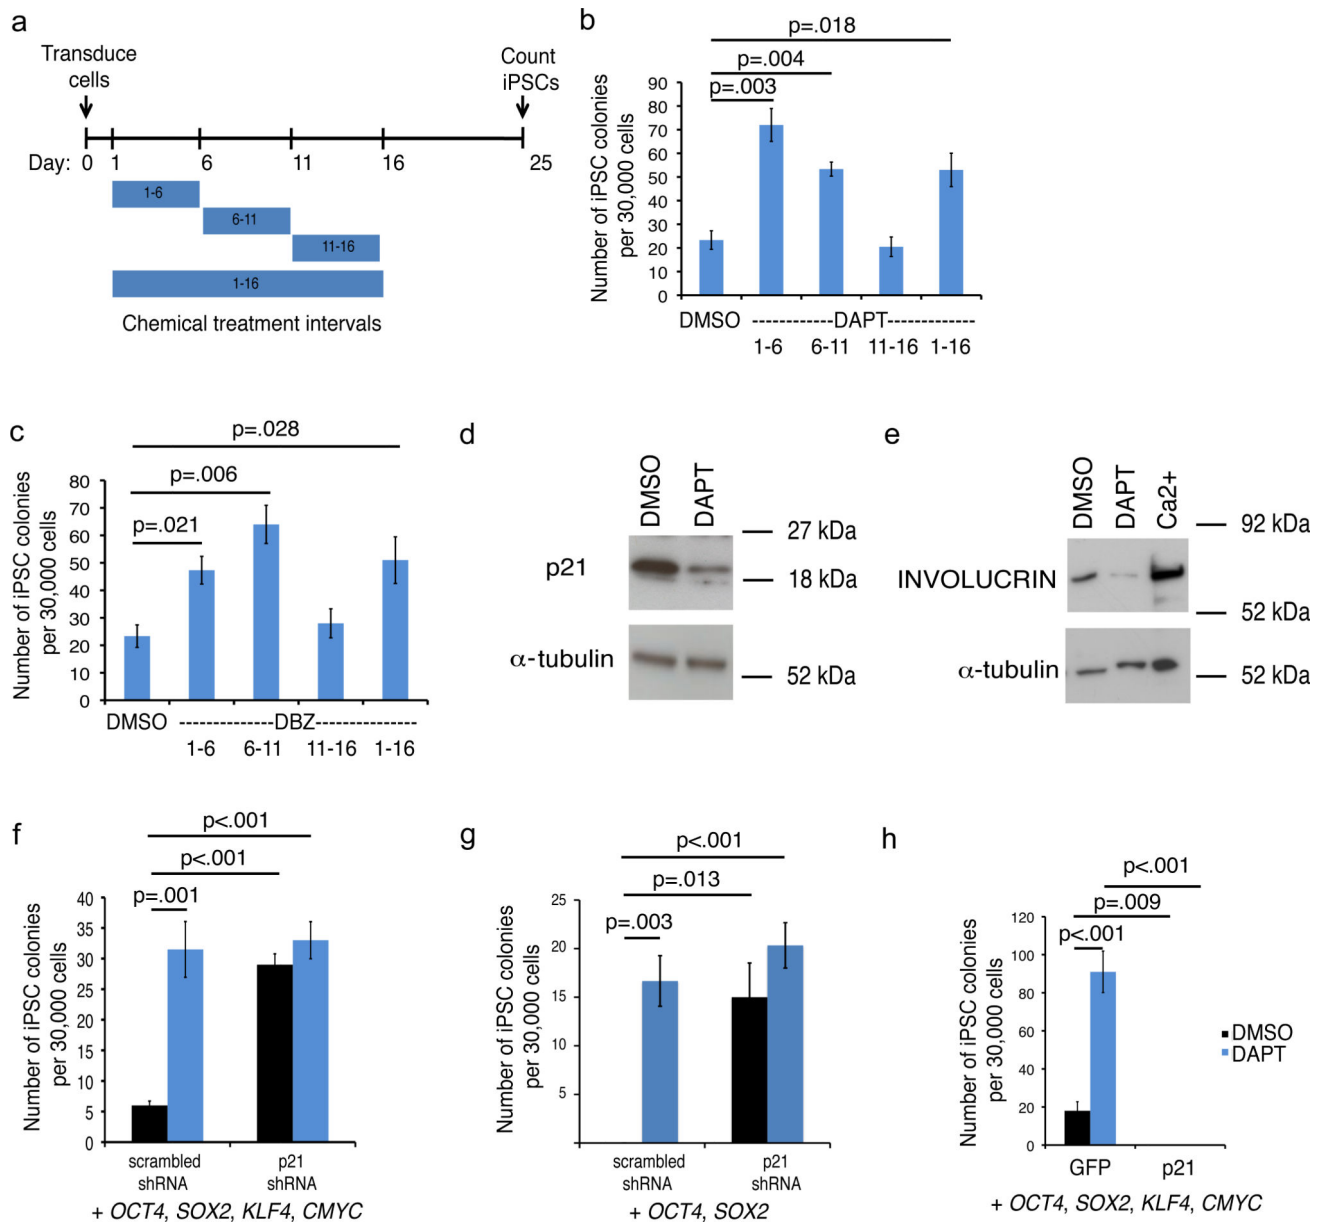 a
Transduce
cells
Count
iPSCs
Day: 0 1 6 11 16 25
1-6
6-11
11-16
1-16
Chemical treatment intervals
b
p=.018
p=.004
p=.003
Number of iPSC colonies
per 30,000 cells
90
80
70
60
50
40
30
20
10
0
DMSO ------------DAPT-------------
1-6 6-11 11-16 1-16
c
p=.028
p=.006
p=.021
Number of iPSC colonies
per 30,000 cells
80
70
60
50
40
30
20
10
0
DMSO --------------DBZ---------------
1-6 6-11 11-16 1-16
d
DMSO
DAPT
27 kDa
p21
18 kDa
α-tubulin
52 kDa
e
DMSO
DAPT
Ca2+
92 kDa
INVOLUCRIN
52 kDa
α-tubulin
52 kDa
f
p<.001
p<.001
p=.001
Number of iPSC colonies
per 30,000 cells
40
35
30
25
20
15
10
5
0
scrambled
shRNA
p21
shRNA
+ OCT4, SOX2, KLF4, CMYC
g
p<.001
p=.013
p=.003
Number of iPSC colonies
per 30,000 cells
25
20
15
10
5
scrambled
shRNA
p21
shRNA
+ OCT4, SOX2
h
p<.001
p=.009
p<.001
Number of iPSC colonies
per 30,000 cells
120
100
80
60
40
20
0
DMSO
DAPT
GFP p21
+ OCT4, SOX2, KLF4, CMYC